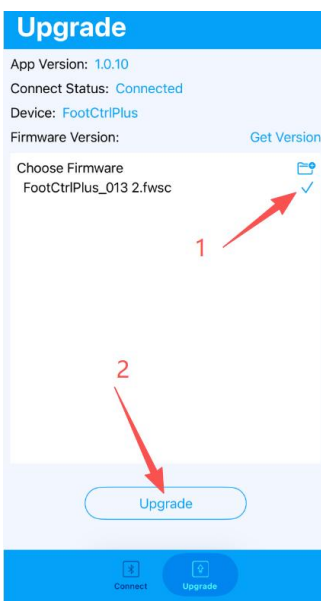 Upgrade
App Version: 1.0.10
Connect Status: Connected
Device: FootCtrlPlus
Firmware Version: Get Version
Choose Firmware
FootCtrlPlus_013 2.fwsc
1
2
Upgrade
Connect Upgrade